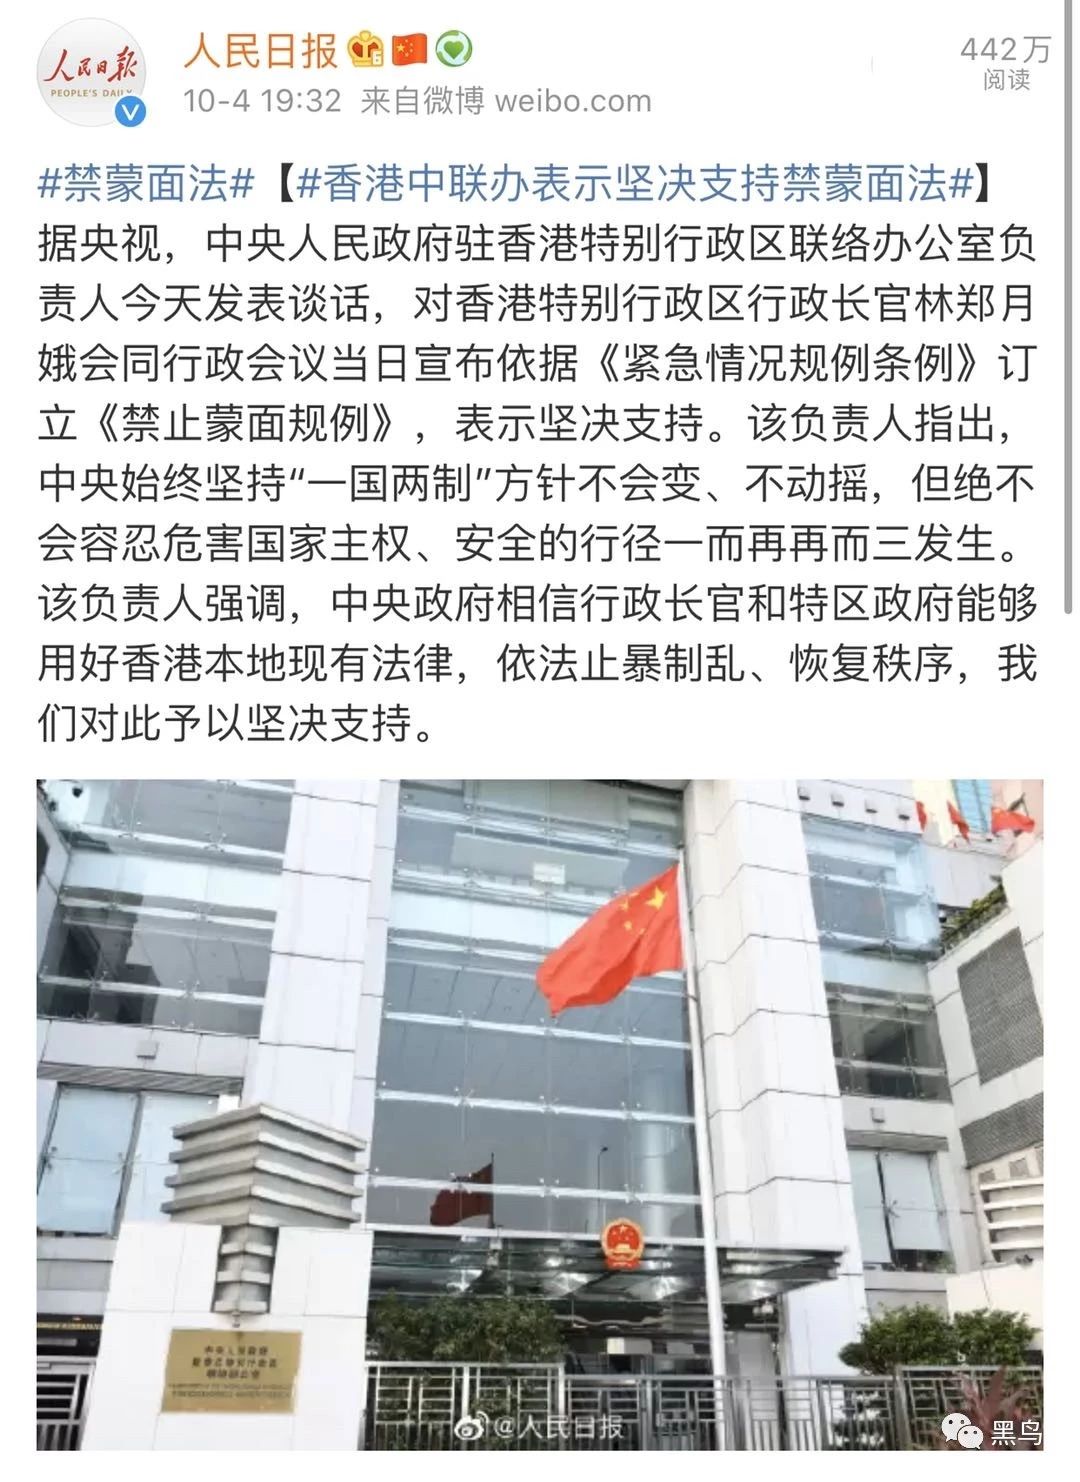 人民日報
PEOPLE'S DAILY
人民日报
6
442万
10-4 19:32 来自微博 weibo.com
阅读
#禁蒙面法#【#香港中联办表示坚决支持禁蒙面法#】
据央视，中央人民政府驻香港特别行政区联络办公室负
责人今天发表谈话，对香港特别行政区行政长官林郑月
娥会同行政会议当日宣布依据《紧急情况规例条例》订
立《禁止蒙面规例》，表示坚决支持。该负责人指出，
中央始终坚持“一国两制”方针不会变、不动摇，但绝不
会容忍危害国家主权、安全的行径一而再再而三发生。
该负责人强调，中央政府相信行政长官和特区政府能够
用好香港本地现有法律，依法止暴制乱、恢复秩序，我
们对此予以坚决支持。
@人民日报
黑鸟